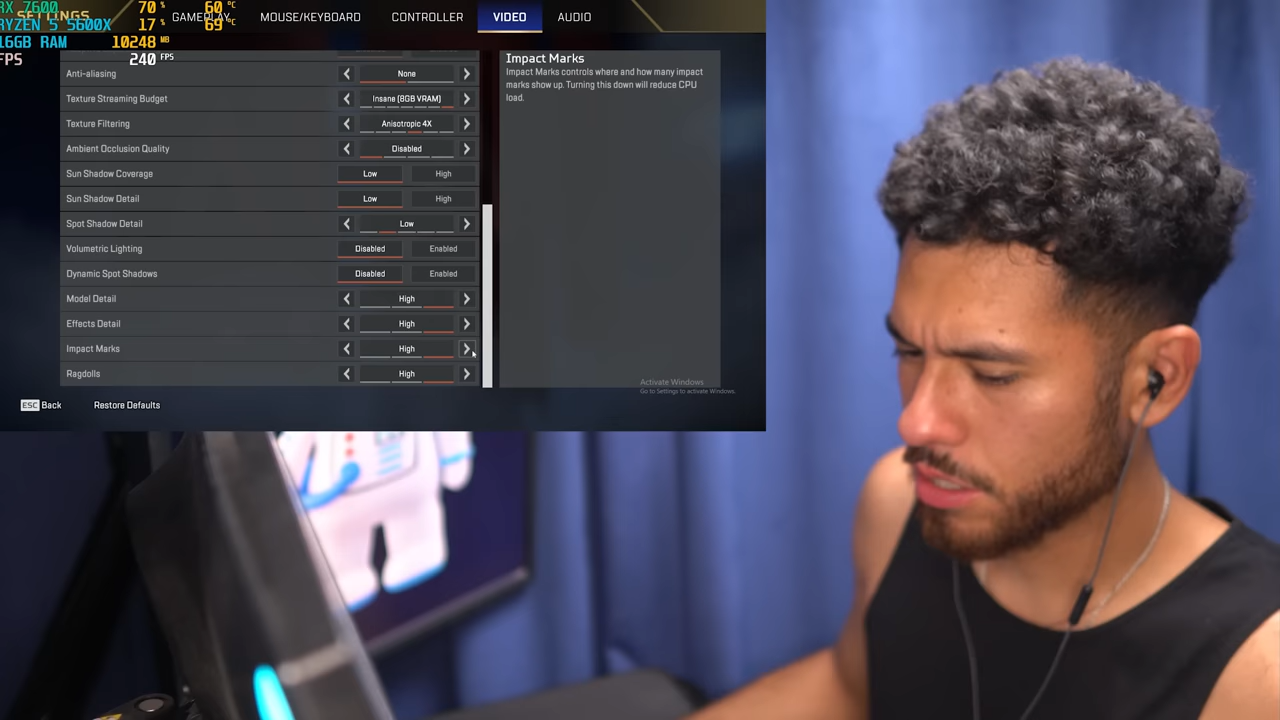 SETTINGS GAMEPLAY MOUSE/KEYBOARD CONTROLLER VIDEO AUDIO
RX 7600 70 % 60 °C
RYZEN 5 5600X 17 % 69 °C
16GB RAM 10248 MB
FPS 240 FPS
Anti-aliasing None
Texture Streaming Budget Insane (8GB VRAM)
Texture Filtering Anisotropic 4X
Ambient Occlusion Quality Disabled
Sun Shadow Coverage Low High
Sun Shadow Detail Low High
Spot Shadow Detail Low
Volumetric Lighting Disabled Enabled
Dynamic Spot Shadows Disabled Enabled
Model Detail High
Effects Detail High
Impact Marks High
Ragdolls High
Impact Marks
Impact Marks controls where and how many impact
marks show up. Turning this down will reduce CPU
load.
Activate Windows
Go to Settings to activate Windows.
ESC Back Restore Defaults